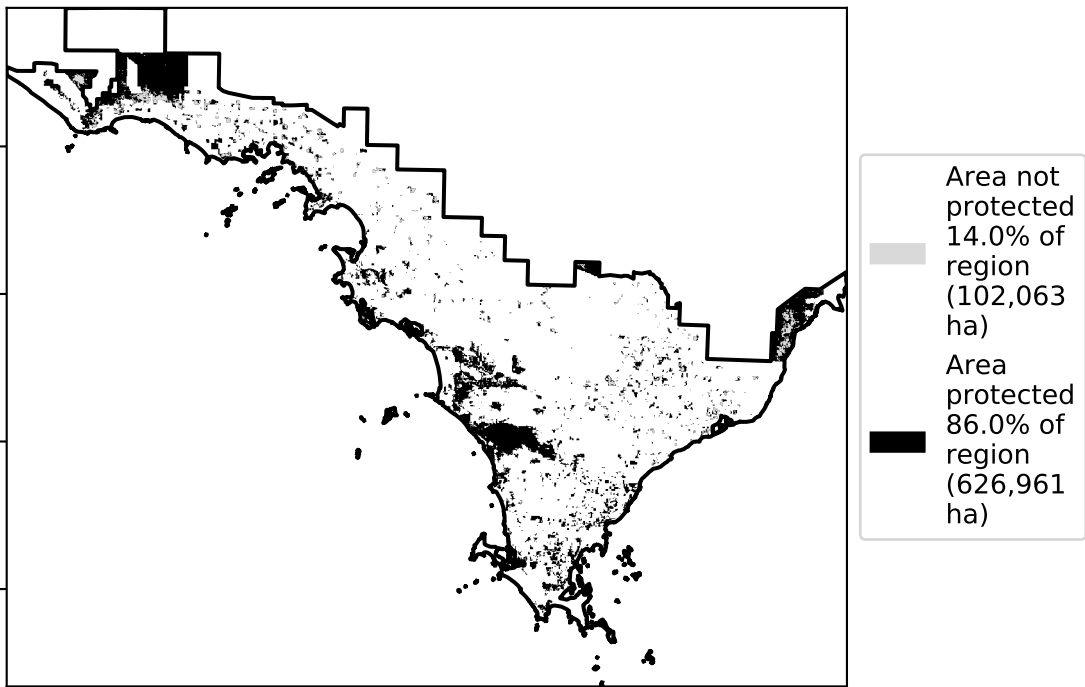 Area not
protected
14.0% of
region
(102,063
ha)
Area
protected
86.0% of
region
(626,961
ha)